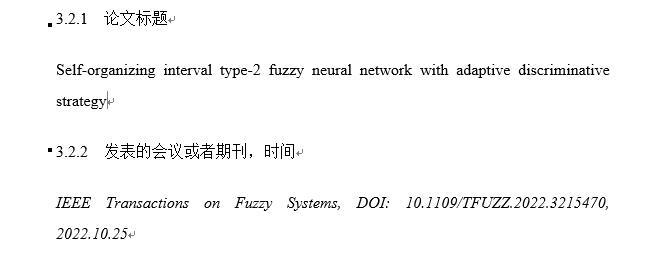 3.2.1 论文标题
Self-organizing interval type-2 fuzzy neural network with adaptive discriminative
strategy
3.2.2 发表的会议或者期刊，时间
IEEE Transactions on Fuzzy Systems, DOI: 10.1109/TFUZZ.2022.3215470,
2022.10.25